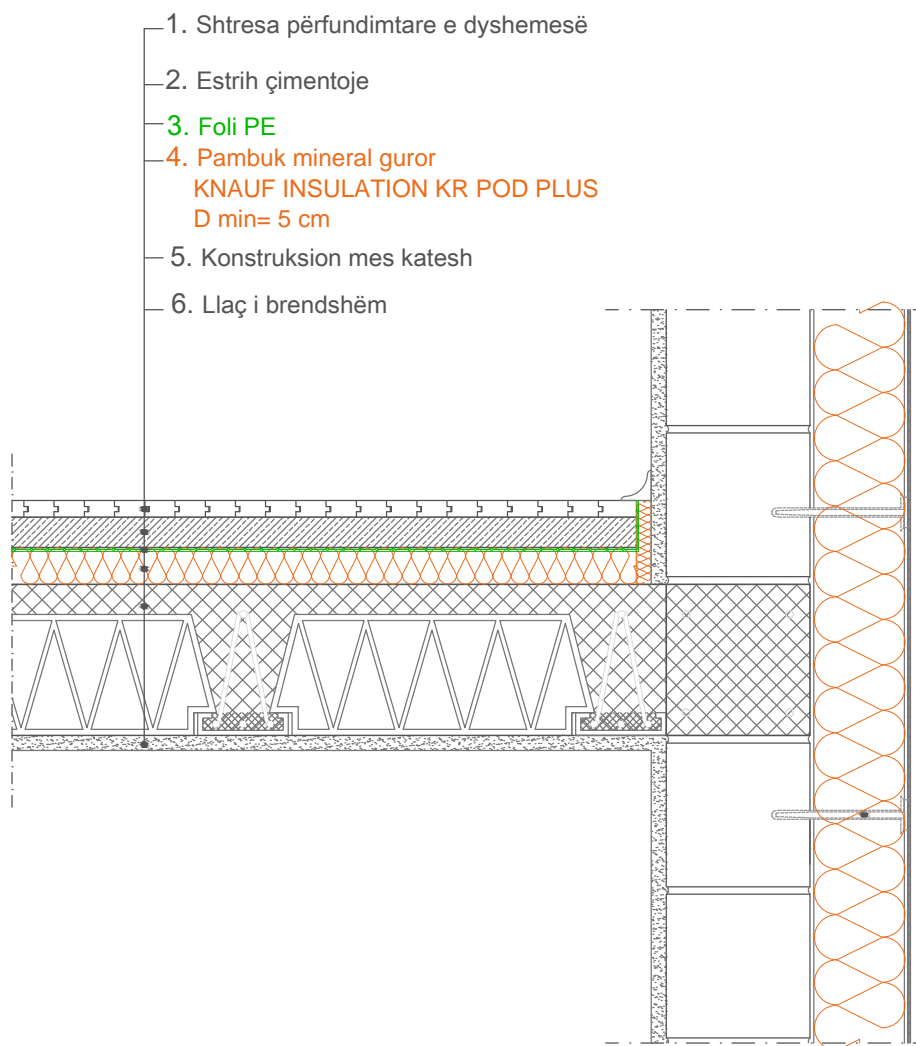 1. Shtresa përfundimtare e dyshemesë
2. Estrih çimentoje
3. Foli PE
4. Pambuk mineral guror
KNAUF INSULATION KR POD PLUS
D min= 5 cm
5. Konstruksion mes katesh
6. Llaç i brendshëm